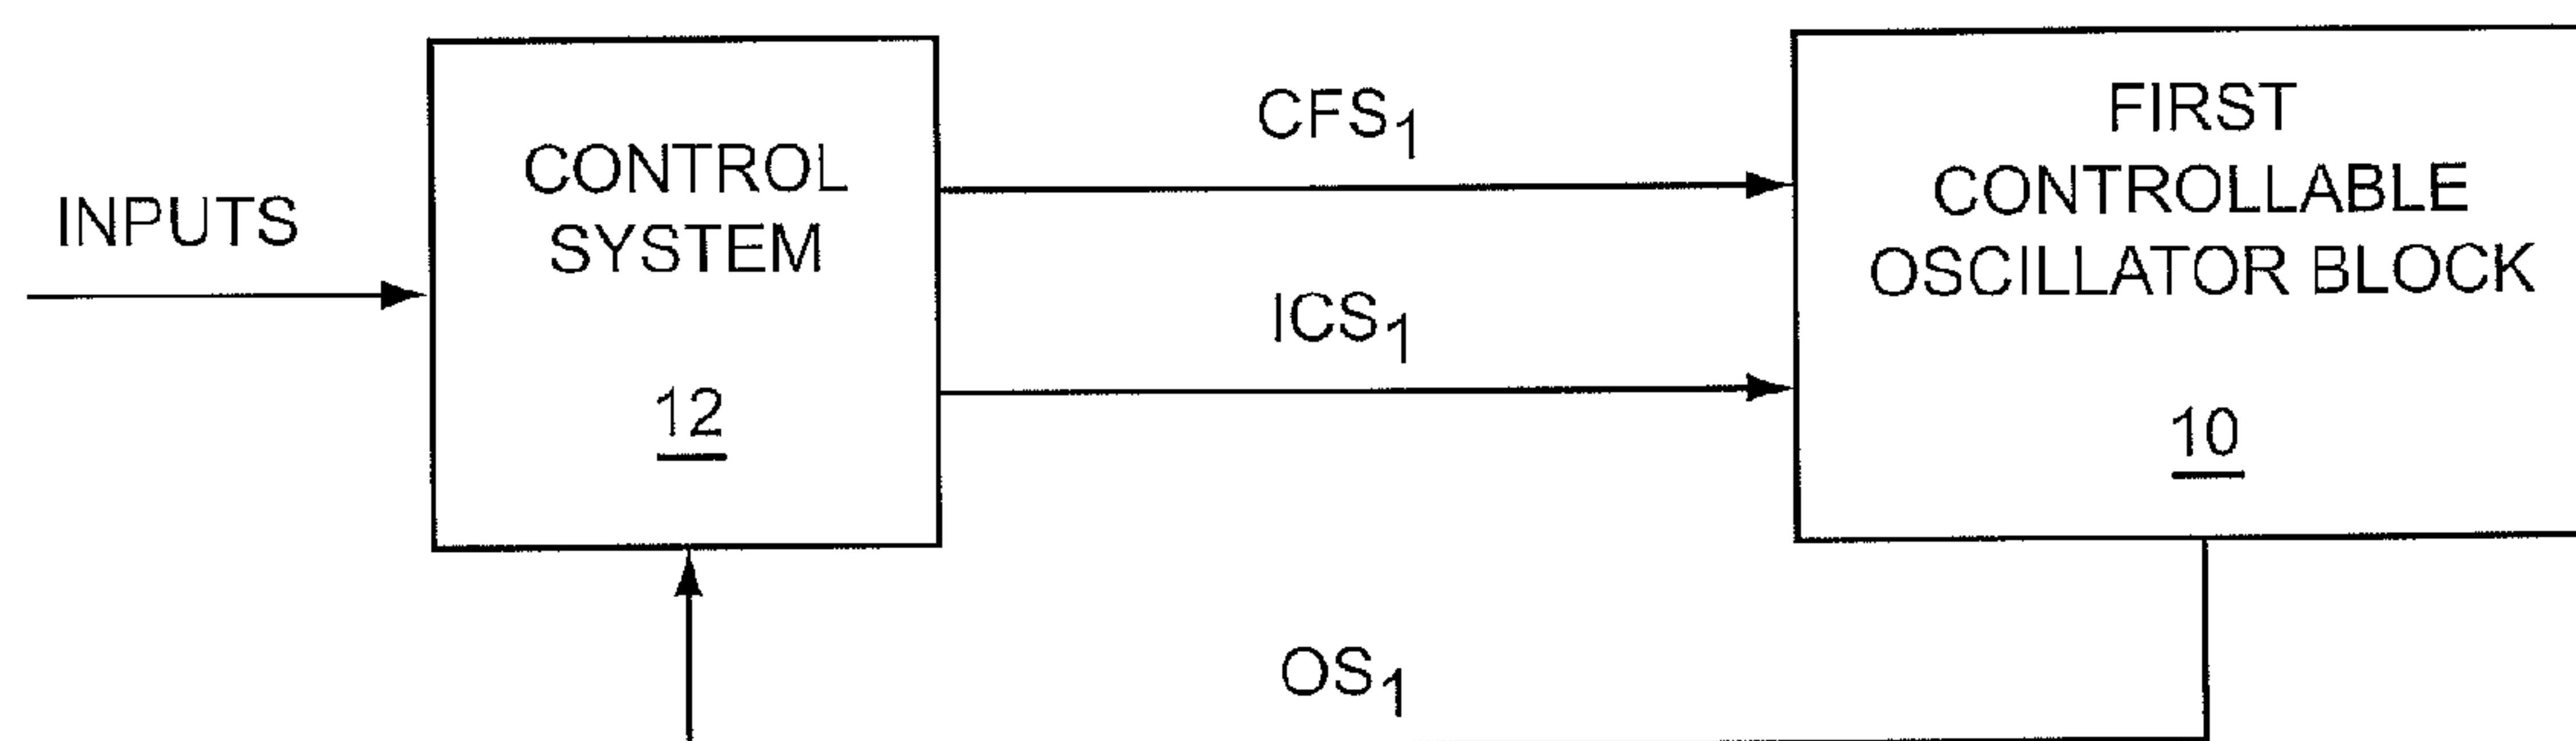 INPUTS
CONTROL
SYSTEM
12
CFS₁
ICS₁
FIRST
CONTROLLABLE
OSCILLATOR BLOCK
10
OS₁